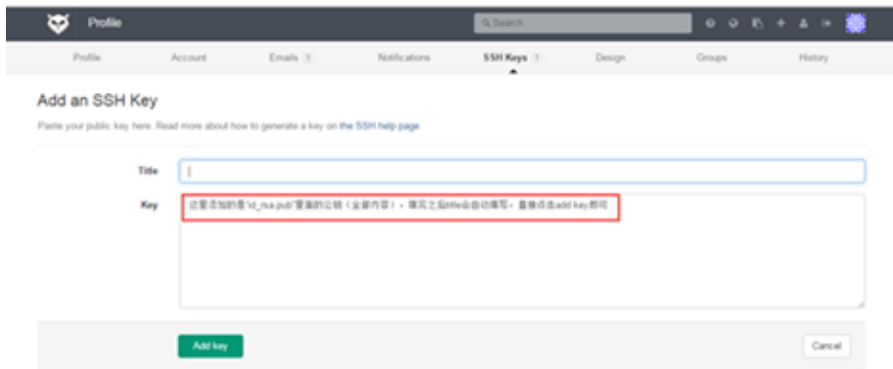 Profile
Search
Profile Account Emails 1 Notifications SSH Keys 1 Design Groups History
Add an SSH Key
Paste your public key here. Read more about how to generate a key on the SSH help page.
Title
Key
这里添加的是'id_rsa.pub'里面的公钥（全部内容），填完之后title会自动填写，直接点击add key即可
Add key
Cancel